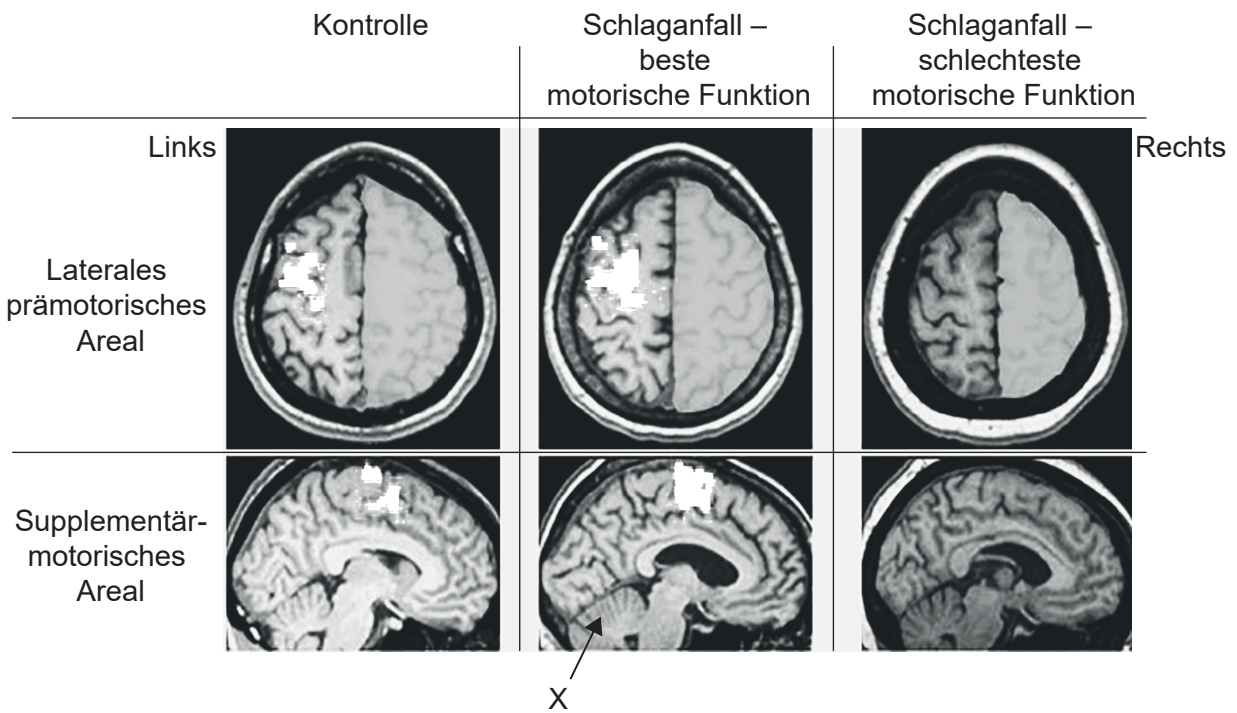 Kontrolle
Schlaganfall –
beste
motorische Funktion
Schlaganfall –
schlechteste
motorische Funktion
Links
Rechts
Laterales
prämotorisches
Areal
Supplementär-
motorisches
Areal
X